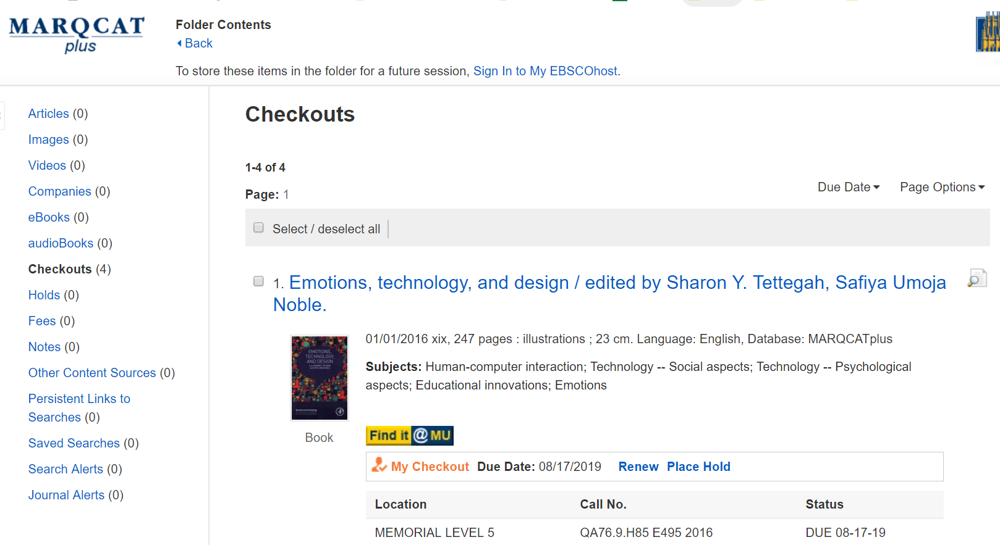 MARQCAT
plus
Folder Contents
Back
To store these items in the folder for a future session, Sign In to My EBSCOhost.
Articles (0)
Images (0)
Videos (0)
Companies (0)
eBooks (0)
audioBooks (0)
Checkouts (4)
Holds (0)
Fees (0)
Notes (0)
Other Content Sources (0)
Persistent Links to
Searches (0)
Saved Searches (0)
Search Alerts (0)
Journal Alerts (0)
Checkouts
1-4 of 4
Page: 1
Due Date Page Options
Select / deselect all
1. Emotions, technology, and design / edited by Sharon Y. Tettegah, Safiya Umoja
Noble.
EMOTIONS,
TECHNOLOGY,
AND DESIGN
Book
01/01/2016 xix, 247 pages : illustrations ; 23 cm. Language: English, Database: MARQCATplus
Subjects: Human-computer interaction; Technology -- Social aspects; Technology -- Psychological
aspects; Educational innovations; Emotions
Find it @ MU
My Checkout Due Date: 08/17/2019 Renew Place Hold
Location Call No. Status
MEMORIAL LEVEL 5 QA76.9.H85 E495 2016 DUE 08-17-19